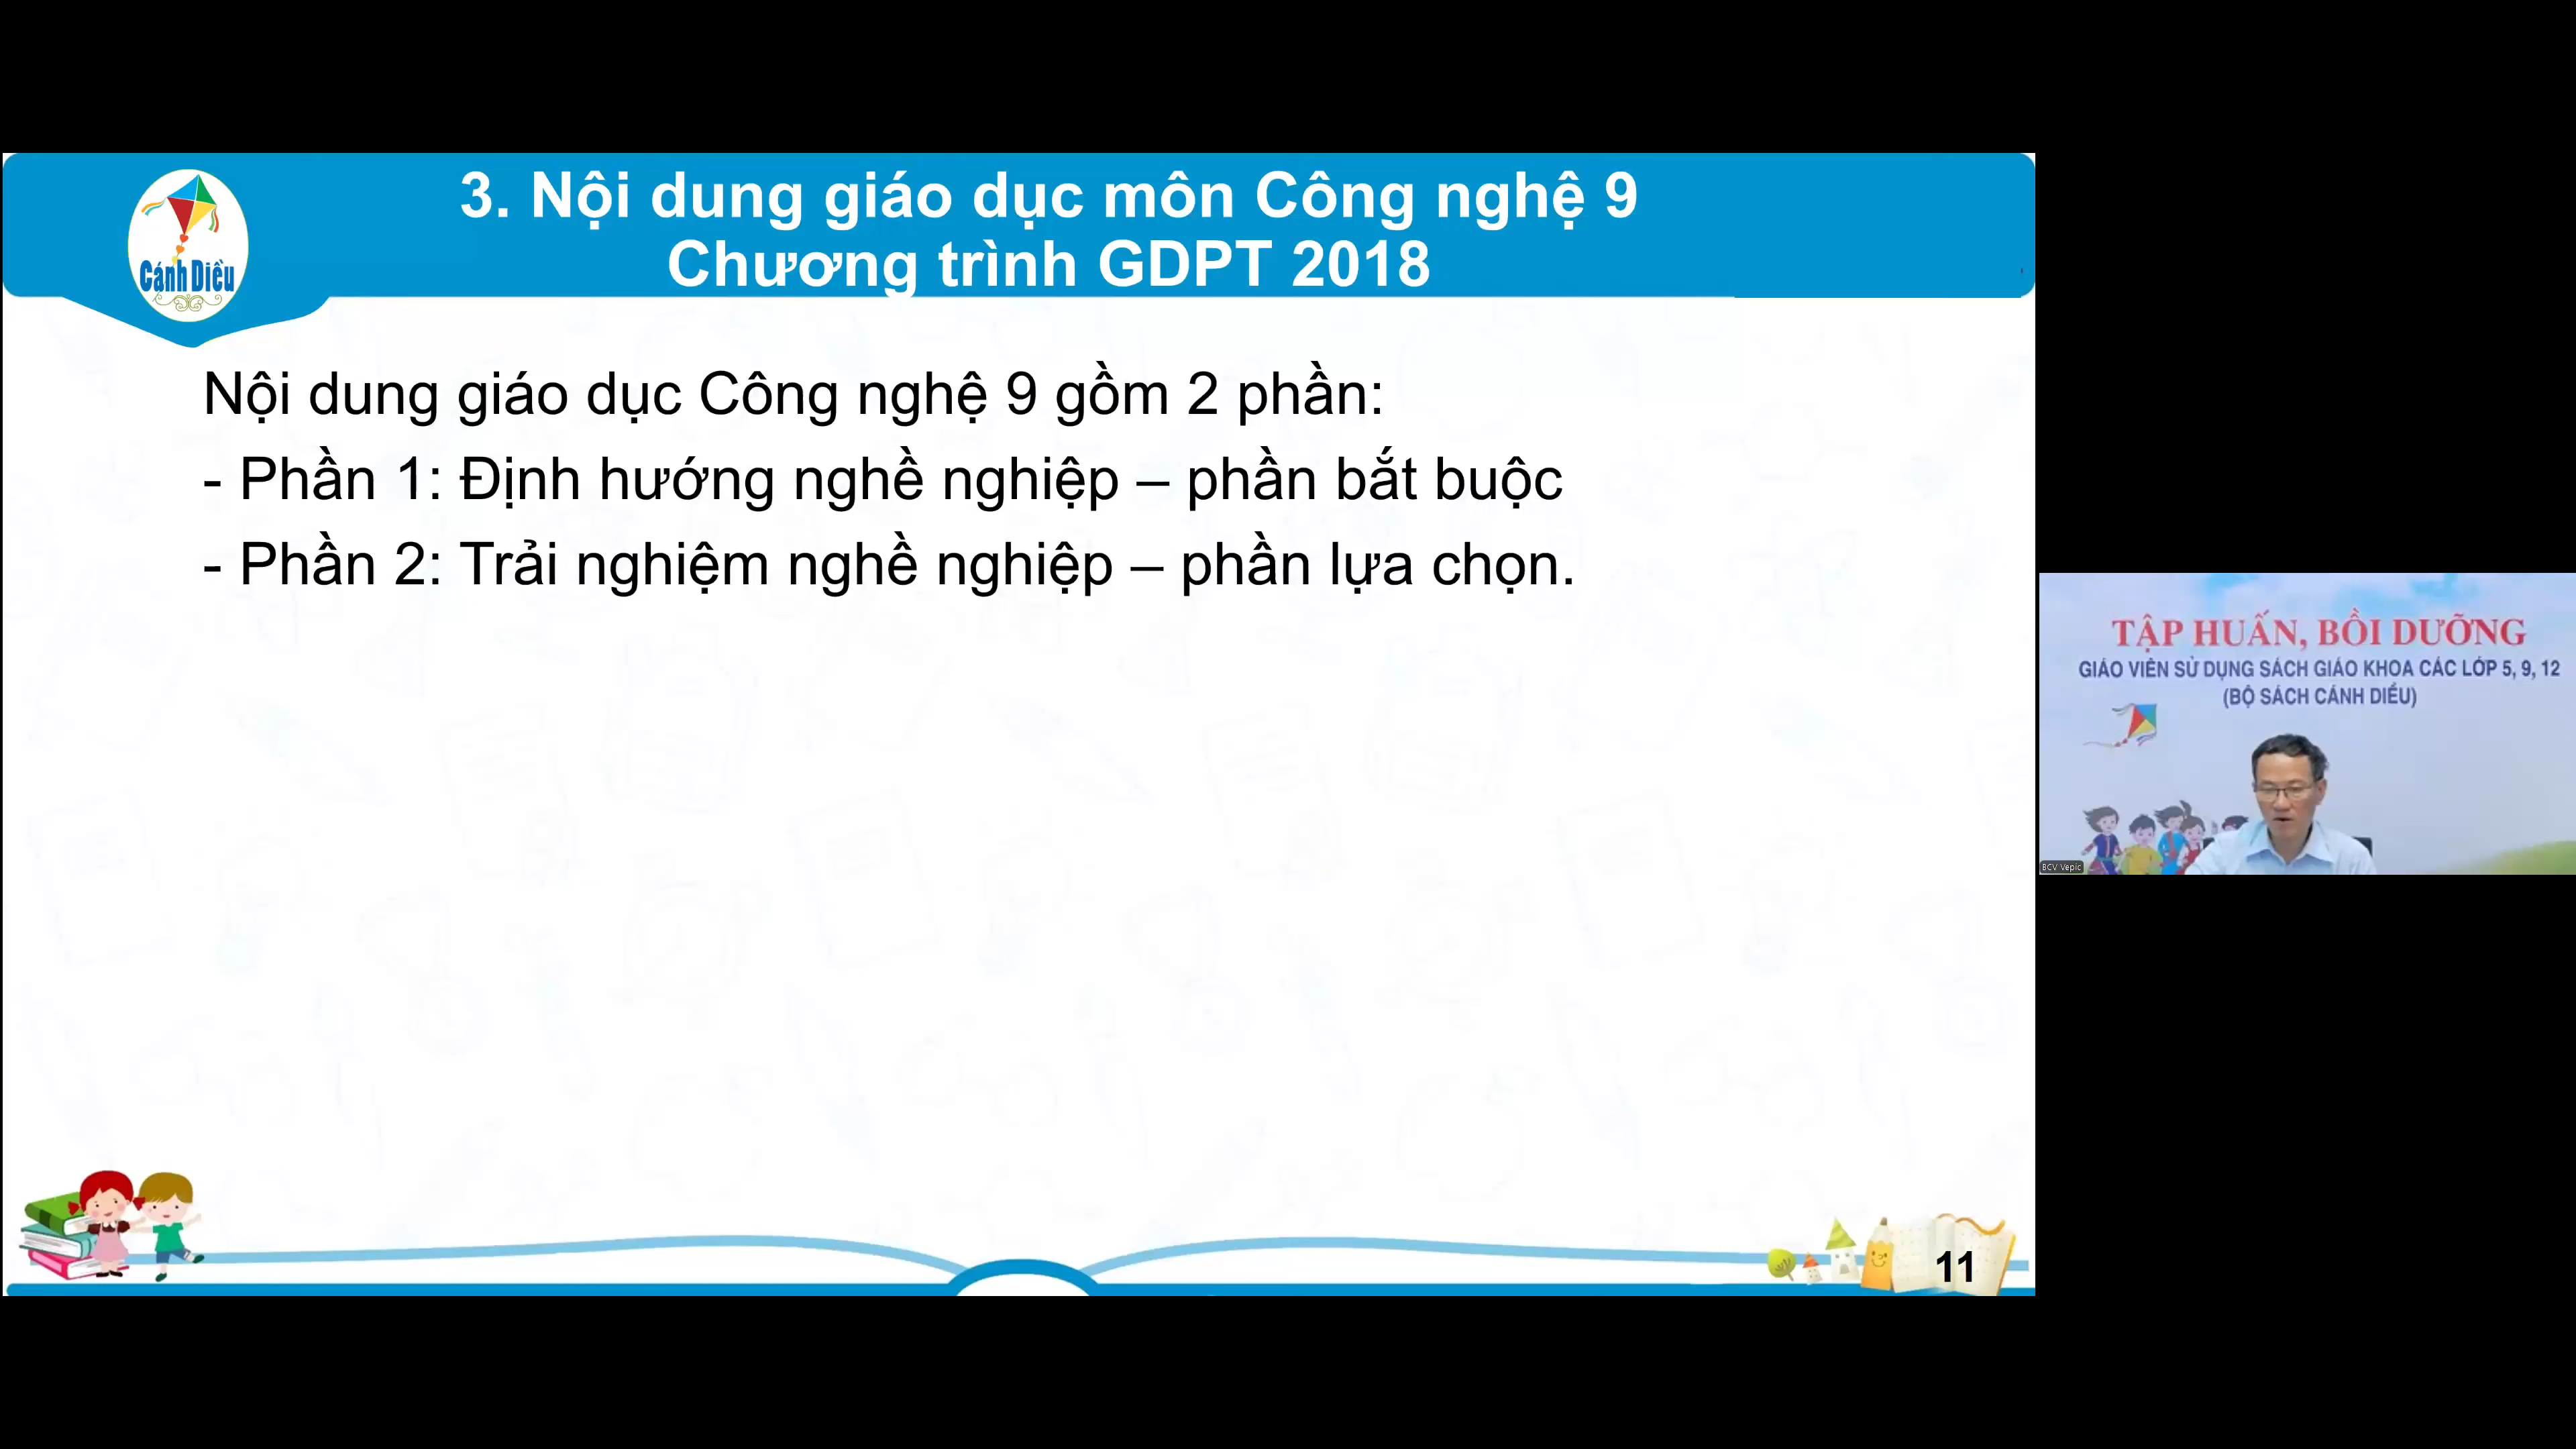 Cánh Diều
3. Nội dung giáo dục môn Công nghệ 9
Chương trình GDPT 2018
Nội dung giáo dục Công nghệ 9 gồm 2 phần:
- Phần 1: Định hướng nghề nghiệp – phần bắt buộc
- Phần 2: Trải nghiệm nghề nghiệp – phần lựa chọn.
11
TẬP HUẤN, BỒI DƯỠNG
GIÁO VIÊN SỬ DỤNG SÁCH GIÁO KHOA CÁC LỚP 5, 9, 12
(BỘ SÁCH CÁNH DIỀU)
BCV Vepic